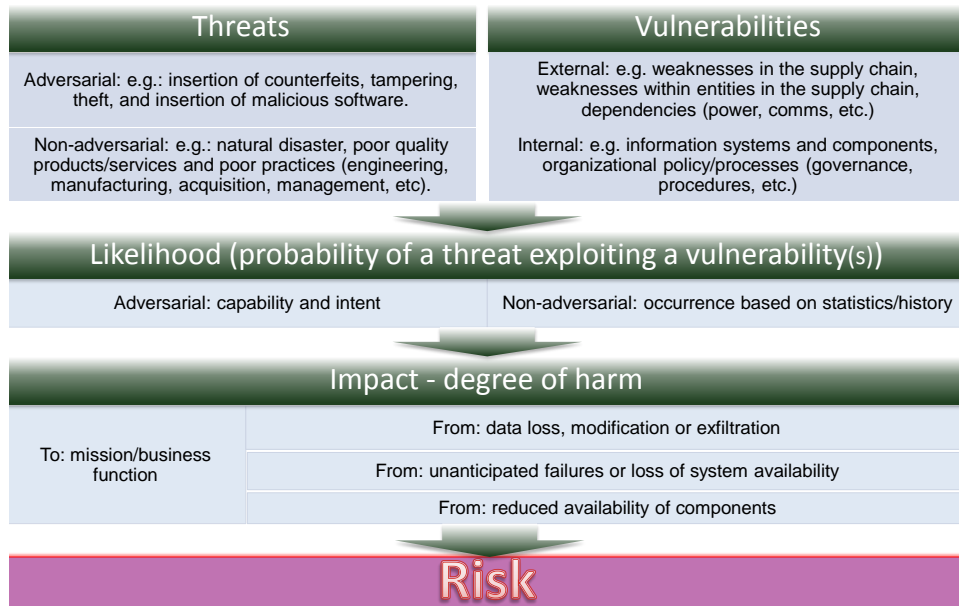 Threats
Adversarial: e.g.: insertion of counterfeits, tampering,
theft, and insertion of malicious software.
Non-adversarial: e.g.: natural disaster, poor quality
products/services and poor practices (engineering,
manufacturing, acquisition, management, etc).
Vulnerabilities
External: e.g. weaknesses in the supply chain,
weaknesses within entities in the supply chain,
dependencies (power, comms, etc.)
Internal: e.g. information systems and components,
organizational policy/processes (governance,
procedures, etc.)
Likelihood (probability of a threat exploiting a vulnerability(s))
Adversarial: capability and intent
Non-adversarial: occurrence based on statistics/history
Impact - degree of harm
To: mission/business
function
From: data loss, modification or exfiltration
From: unanticipated failures or loss of system availability
From: reduced availability of components
Risk